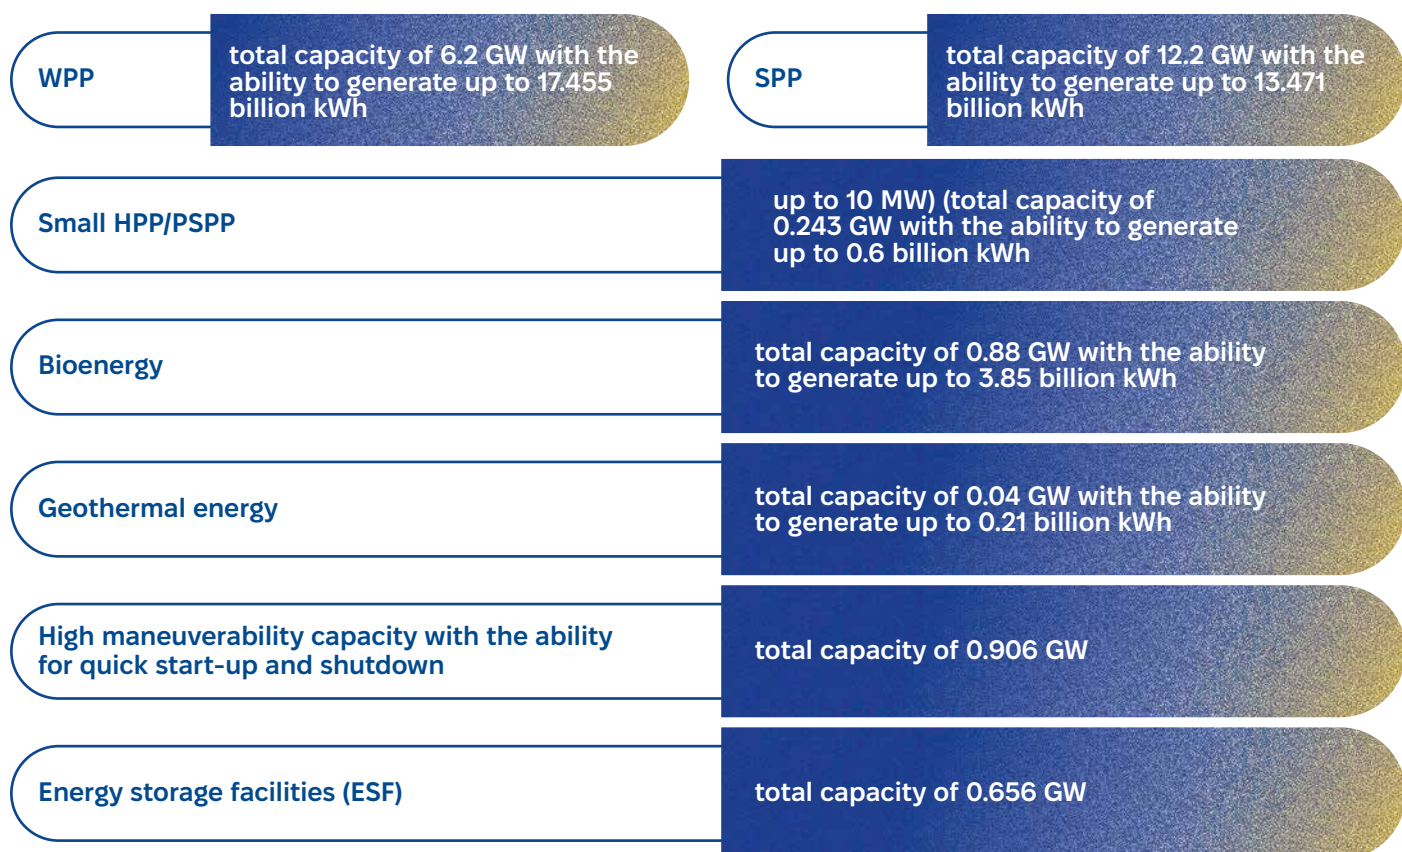 WPP
total capacity of 6.2 GW with the
ability to generate up to 17.455
billion kWh
SPP
total capacity of 12.2 GW with the
ability to generate up to 13.471
billion kWh
Small HPP/PSPP
up to 10 MW) (total capacity of
0.243 GW with the ability to generate
up to 0.6 billion kWh
Bioenergy
total capacity of 0.88 GW with the ability
to generate up to 3.85 billion kWh
Geothermal energy
total capacity of 0.04 GW with the ability
to generate up to 0.21 billion kWh
High maneuverability capacity with the ability
for quick start-up and shutdown
total capacity of 0.906 GW
Energy storage facilities (ESF)
total capacity of 0.656 GW